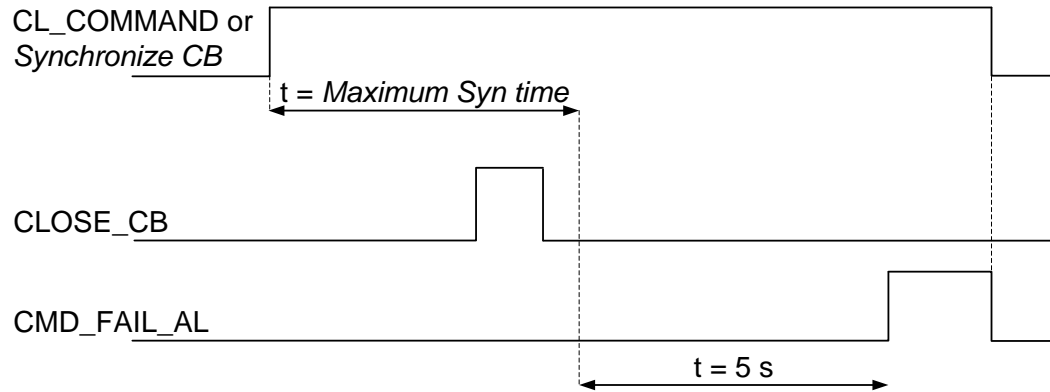 CL_COMMAND or
Synchronize CB
t = Maximum Syn time
CLOSE_CB
CMD_FAIL_AL
t = 5 s